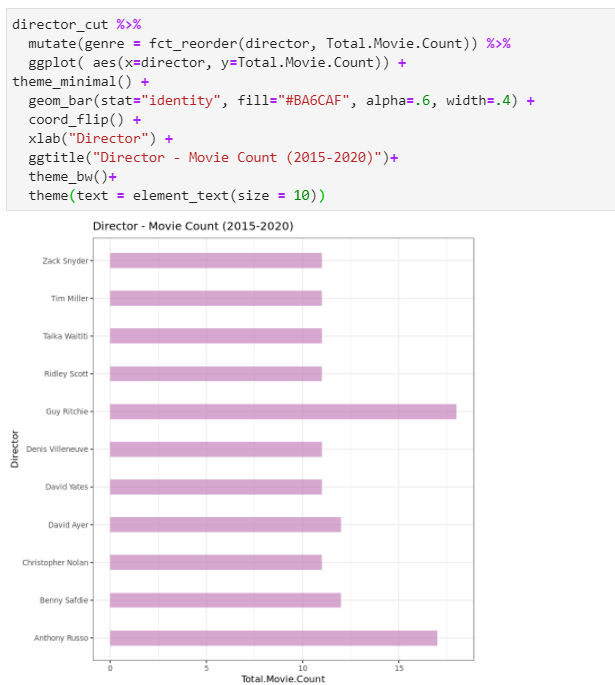 director_cut %>%
  mutate(genre = fct_reorder(director, Total.Movie.Count)) %>%
  ggplot( aes(x=director, y=Total.Movie.Count)) +
theme_minimal() +
  geom_bar(stat="identity", fill="#BA6CAF", alpha=.6, width=.4) +
  coord_flip() +
  xlab("Director") +
  ggtitle("Director - Movie Count (2015-2020)")+
  theme_bw()+
  theme(text = element_text(size = 10))
Director - Movie Count (2015-2020)
Zack Snyder
Tim Miller
Taika Waititi
Ridley Scott
Guy Ritchie
Director
Denis Villeneuve
David Yates
David Ayer
Christopher Nolan
Benny Safdie
Anthony Russo
0 5 10 15
Total.Movie.Count